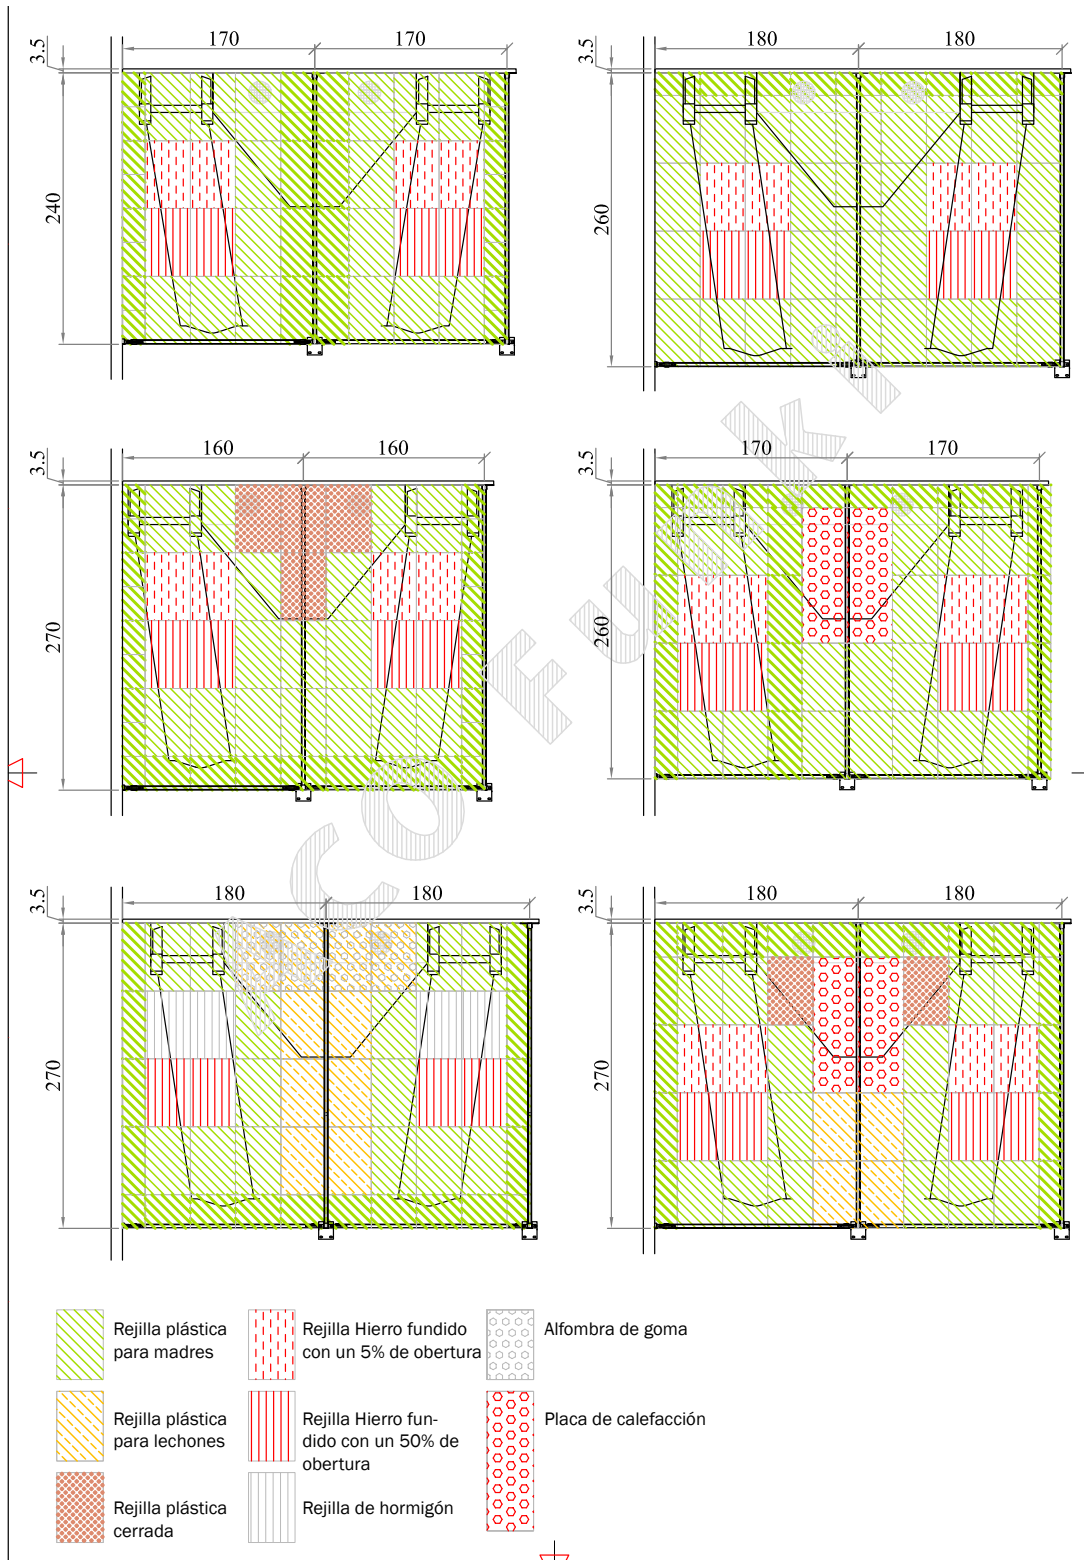 170 170
3.5
240
180 180
3.5
260
160 160
3.5
270
170 170
3.5
260
180 180
3.5
270
180 180
3.5
270
Rejilla plástica
para madres
Rejilla Hierro fundido
con un 5% de obertura
Alfombra de goma
Rejilla plástica
para lechones
Rejilla Hierro fun-
dido con un 50% de
obertura
Placa de calefacción
Rejilla plástica
cerrada
Rejilla de hormigón